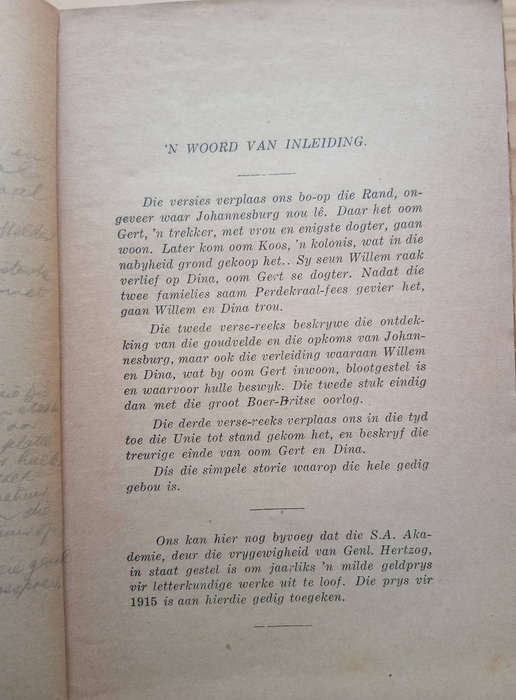 'N WOORD VAN INLEIDING.
Die versies verplaas ons bo-op die Rand, on-
geveer waar Johannesburg nou lê. Daar het oom
Gert, 'n trekker, met vrou en enigste dogter, gaan
woon. Later kom oom Koos, 'n kolonis, wat in die
nabyheid grond gekoop het.. Sy seun Willem raak
verlief op Dina, oom Gert se dogter. Nadat die
twee famielies saam Perdekraal-fees gevier het,
gaan Willem en Dina trou.
Die twede verse-reeks beskrywe die ontdek-
king van die goudvelde en die opkoms van Johan-
nesburg, maar ook die verleiding waaraan Willem
en Dina, wat by oom Gert inwoon, blootgestel is
en waarvoor hulle beswyk. Die twede stuk eindig
dan met die groot Boer-Britse oorlog.
Die derde verse-reeks verplaas ons in die tyd
toe die Unie tot stand gekom het, en beskryf die
treurige einde van oom Gert en Dina.
Dis die simpele storie waarop die hele gedig
gebou is.
Ons kan hier nog byvoeg dat die S.A. Aka-
demie, deur die vrygewigheid van Genl. Hertzog,
in staat gestel is om jaarliks 'n milde geldprys
vir letterkundige werke uit te loof. Die prys vir
1915 is aan hierdie gedig toegeken.